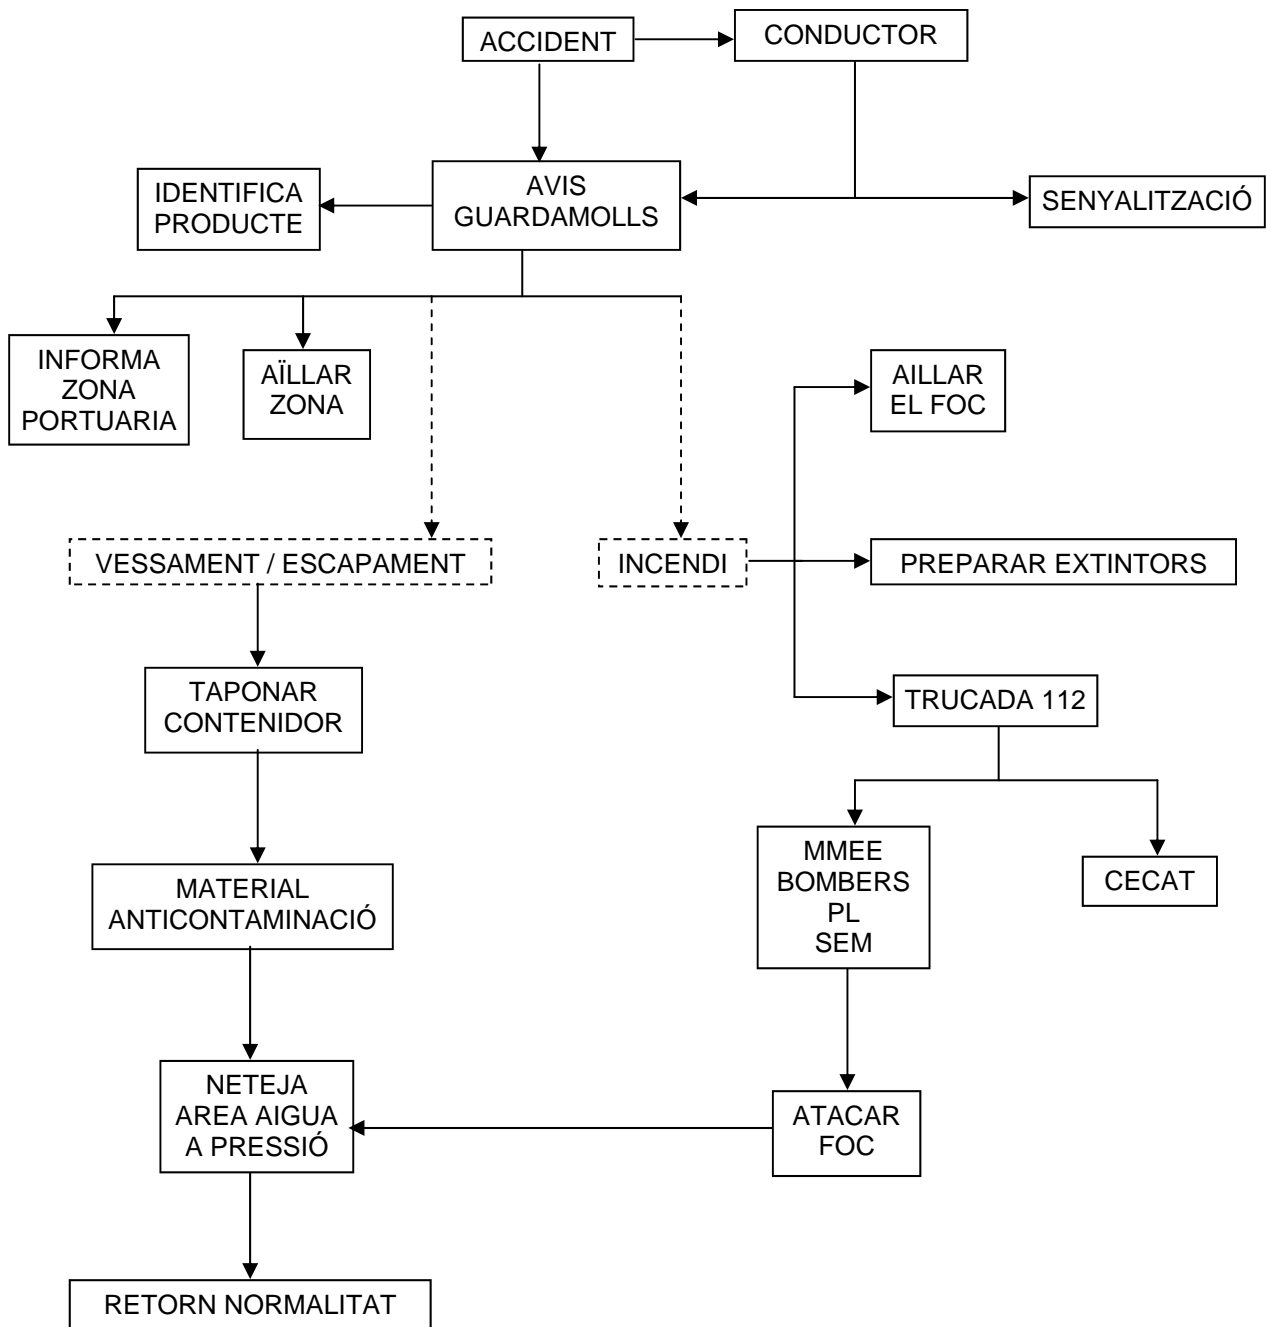 ACCIDENT
CONDUCTOR
AVIS
GUARDAMOLLS
IDENTIFICA
PRODUCTE
SENYALITZACIÓ
INFORMA
ZONA
PORTUARIA
AÏLLAR
ZONA
AILLAR
EL FOC
VESSAMENT / ESCAPAMENT
INCENDI
PREPARAR EXTINTORS
TAPONAR
CONTENIDOR
TRUCADA 112
MATERIAL
ANTICONTAMINACIÓ
MMEE
BOMBERS
PL
SEM
CECAT
NETEJA
AREA AIGUA
A PRESSIÓ
ATACAR
FOC
RETORN NORMALITAT